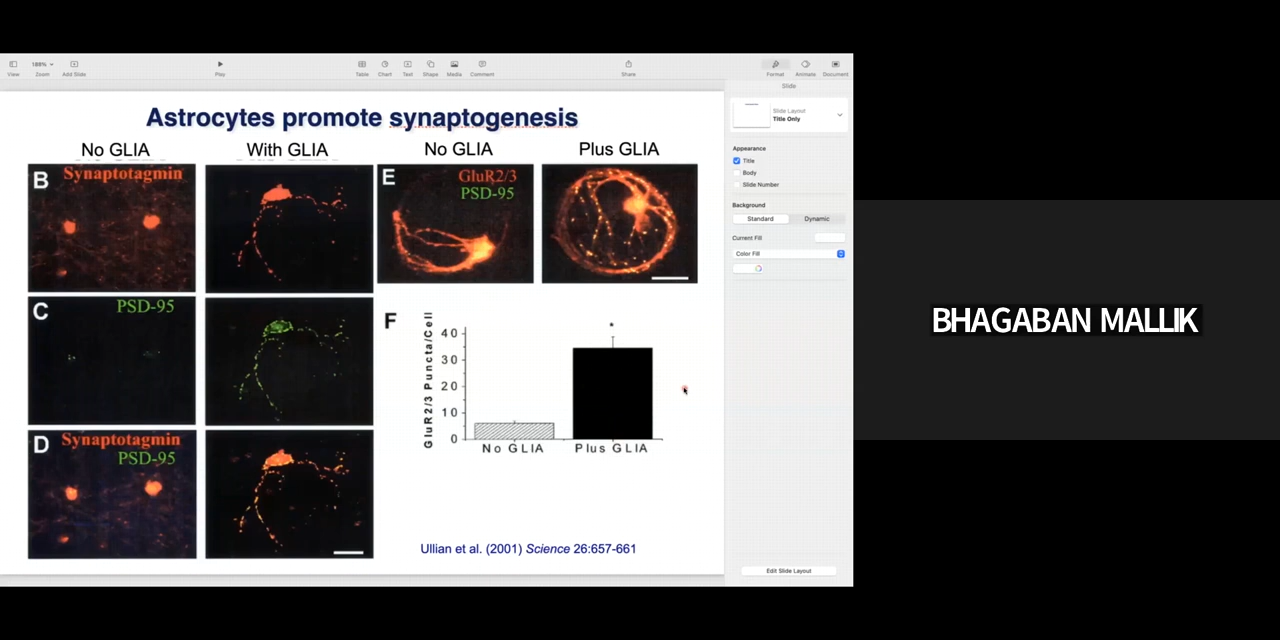 View
188%
Zoom
Add Slide
Play
Table
Chart
Text
Shape
Media
Comment
Share
Format
Animate
Document
Slide
Astrocytes promote synaptogenesis
No GLIA
With GLIA
No GLIA
Plus GLIA
B
Synaptotagmin
C
PSD-95
D
Synaptotagmin
PSD-95
E
GluR2/3
PSD-95
F
GluR2/3 Puncta/Cell
40
30
20
10
0
*
No GLIA
Plus GLIA
Ullian et al. (2001) Science 26:657-661
Slide Layout
Title Only
Appearance
Title
Body
Slide Number
Background
Standard
Dynamic
Current Fill
Color Fill
Edit Slide Layout
BHAGABAN MALLIK